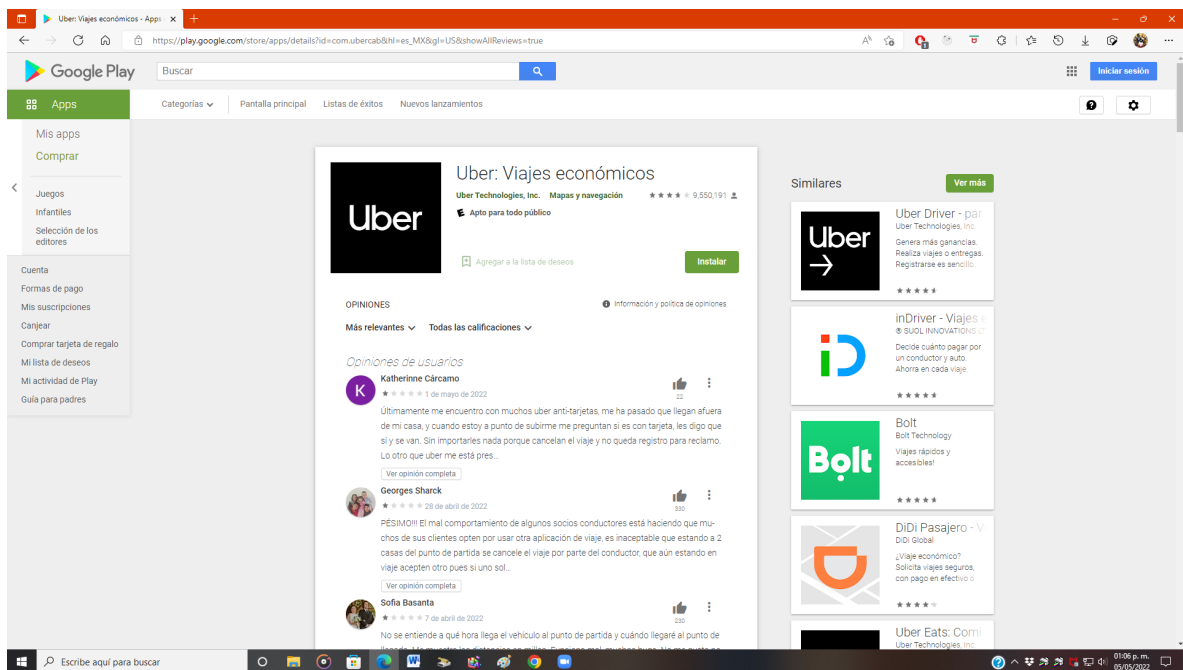 Uber: Viajes económicos - Apps
https://play.google.com/store/apps/details?id=com.ubercab&hl=es_MX&gl=US&showAllReviews=true
Google Play
Buscar
Iniciar sesión
Apps
Categorías
Pantalla principal
Listas de éxitos
Nuevos lanzamientos
Mis apps
Comprar
Juegos
Infantiles
Selección de los
editores
Cuenta
Formas de pago
Mis suscripciones
Canjear
Comprar tarjeta de regalo
Mi lista de deseos
Mi actividad de Play
Guía para padres
Uber
Uber: Viajes económicos
Uber Technologies, Inc. Mapas y navegación 9,550,191
E Apto para todo público
Agregar a la lista de deseos
Instalar
OPINIONES
Información y política de opiniones
Más relevantes Todas las calificaciones
Opiniones de usuarios
K
Katherinne Cárcamo
1 de mayo de 2022
22
Últimamente me encuentro con muchos uber anti-tarjetas, me ha pasado que llegan afuera
de mi casa, y cuando estoy a punto de subirme me preguntan si es con tarjeta, les digo que
sí y se van. Sin importarles nada porque cancelan el viaje y no queda registro para reclamo.
Lo otro que uber me está pres...
Ver opinión completa
Georges Sharck
28 de abril de 2022
530
PÉSIMO!!! El mal comportamiento de algunos socios conductores está haciendo que mu-
chos de sus clientes opten por usar otra aplicación de viaje, es inaceptable que estando a 2
casas del punto de partida se cancele el viaje por parte del conductor, que aún estando en
viaje acepten otro pues si uno sol...
Ver opinión completa
Sofia Basanta
7 de abril de 2022
230
No se entiende a qué hora llega el vehículo al punto de partida y cuándo llegaré al punto de
Similares
Ver más
Uber
Uber Driver - par
Uber Technologies, Inc.
Genera más ganancias.
Realiza viajes o entregas.
Registrarse es sencillo.
inDriver - Viajes e
® SUOL INNOVATIONS LT
Decide cuánto pagar por
un conductor y auto.
Ahorra en cada viaje.
Bolt
Bolt
Bolt Technology
Viajes rápidos y
accesibles!
DiDi Pasajero - V
DiDi Global
¿Viaje económico?
Solicita viajes seguros,
con pago en efectivo o
Uber Eats: Comi
Uber Technologies, Inc.
Escribe aquí para buscar
01:06 p. m.
05/05/2022